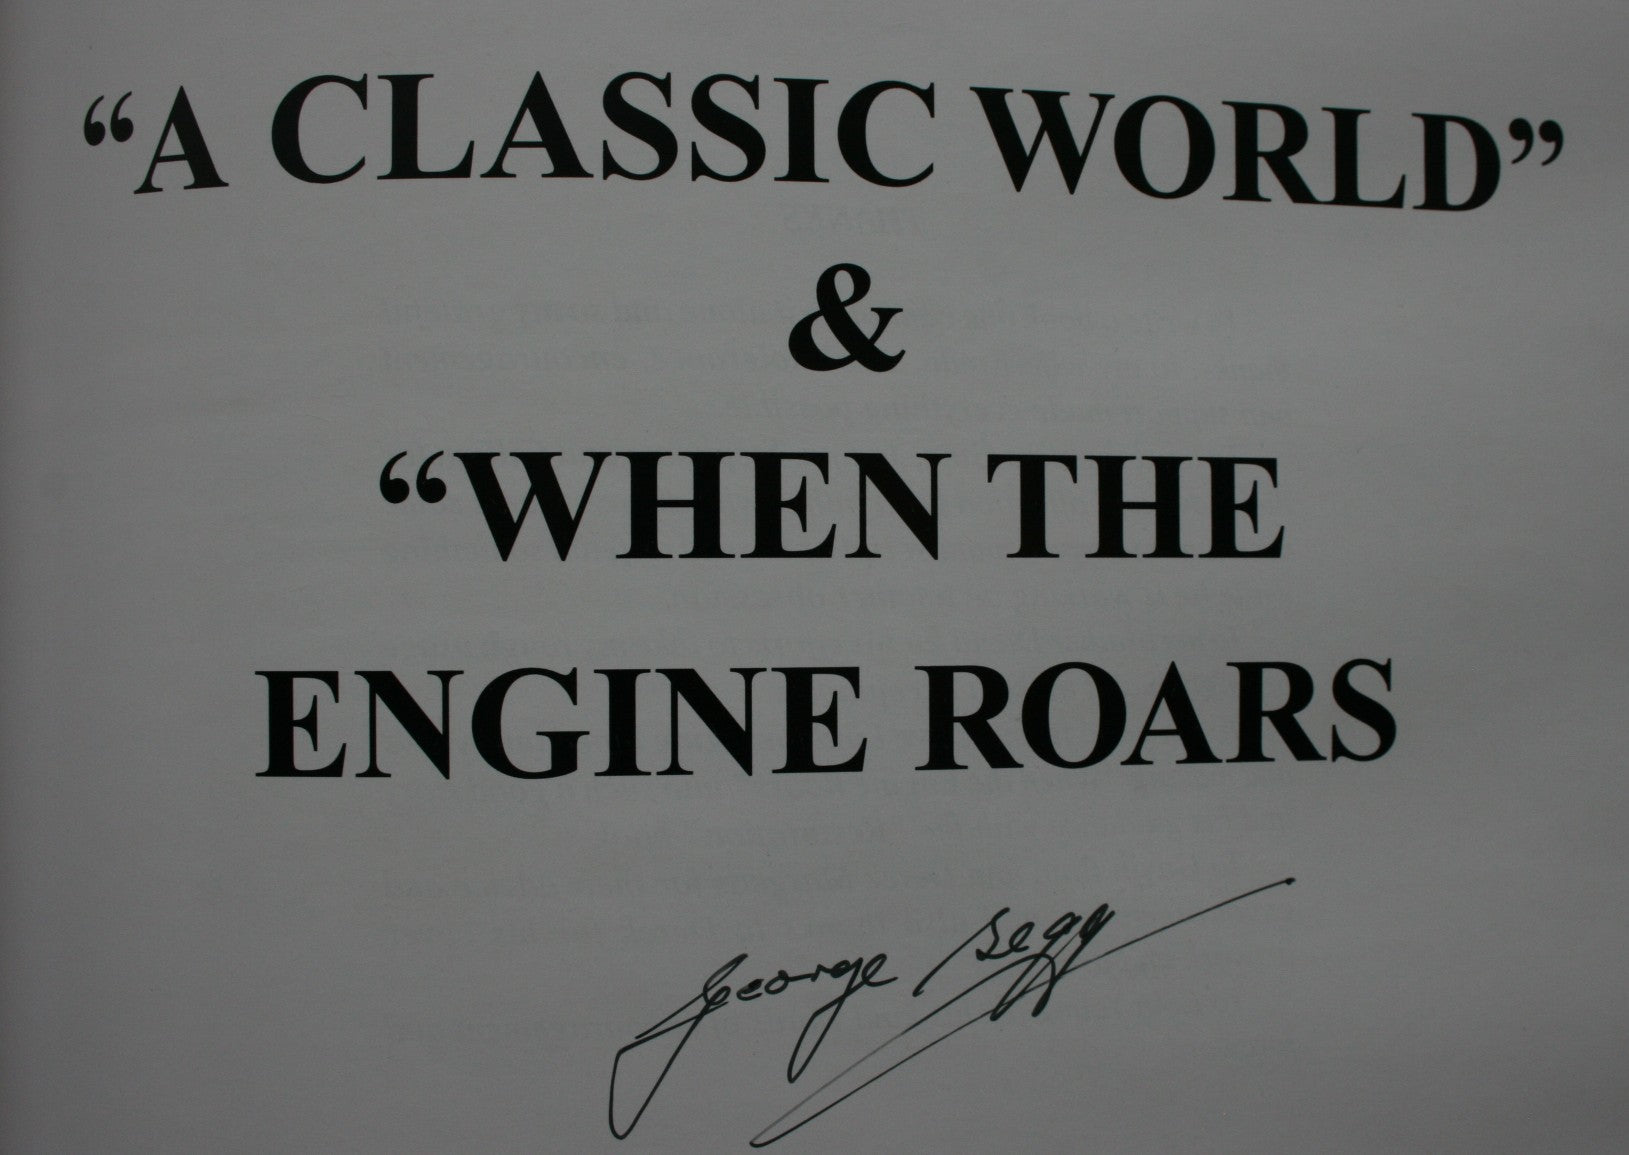 “A CLASSIC WORLD”
&
“WHEN THE
ENGINE ROARS
George Begg